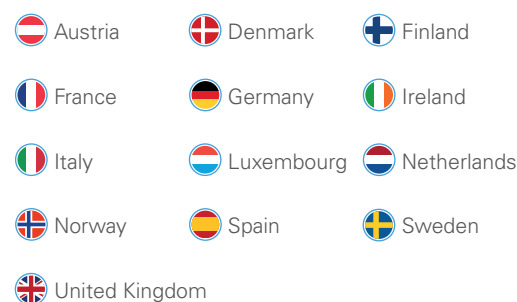 Austria Denmark Finland
France Germany Ireland
Italy Luxembourg Netherlands
Norway Spain Sweden
United Kingdom